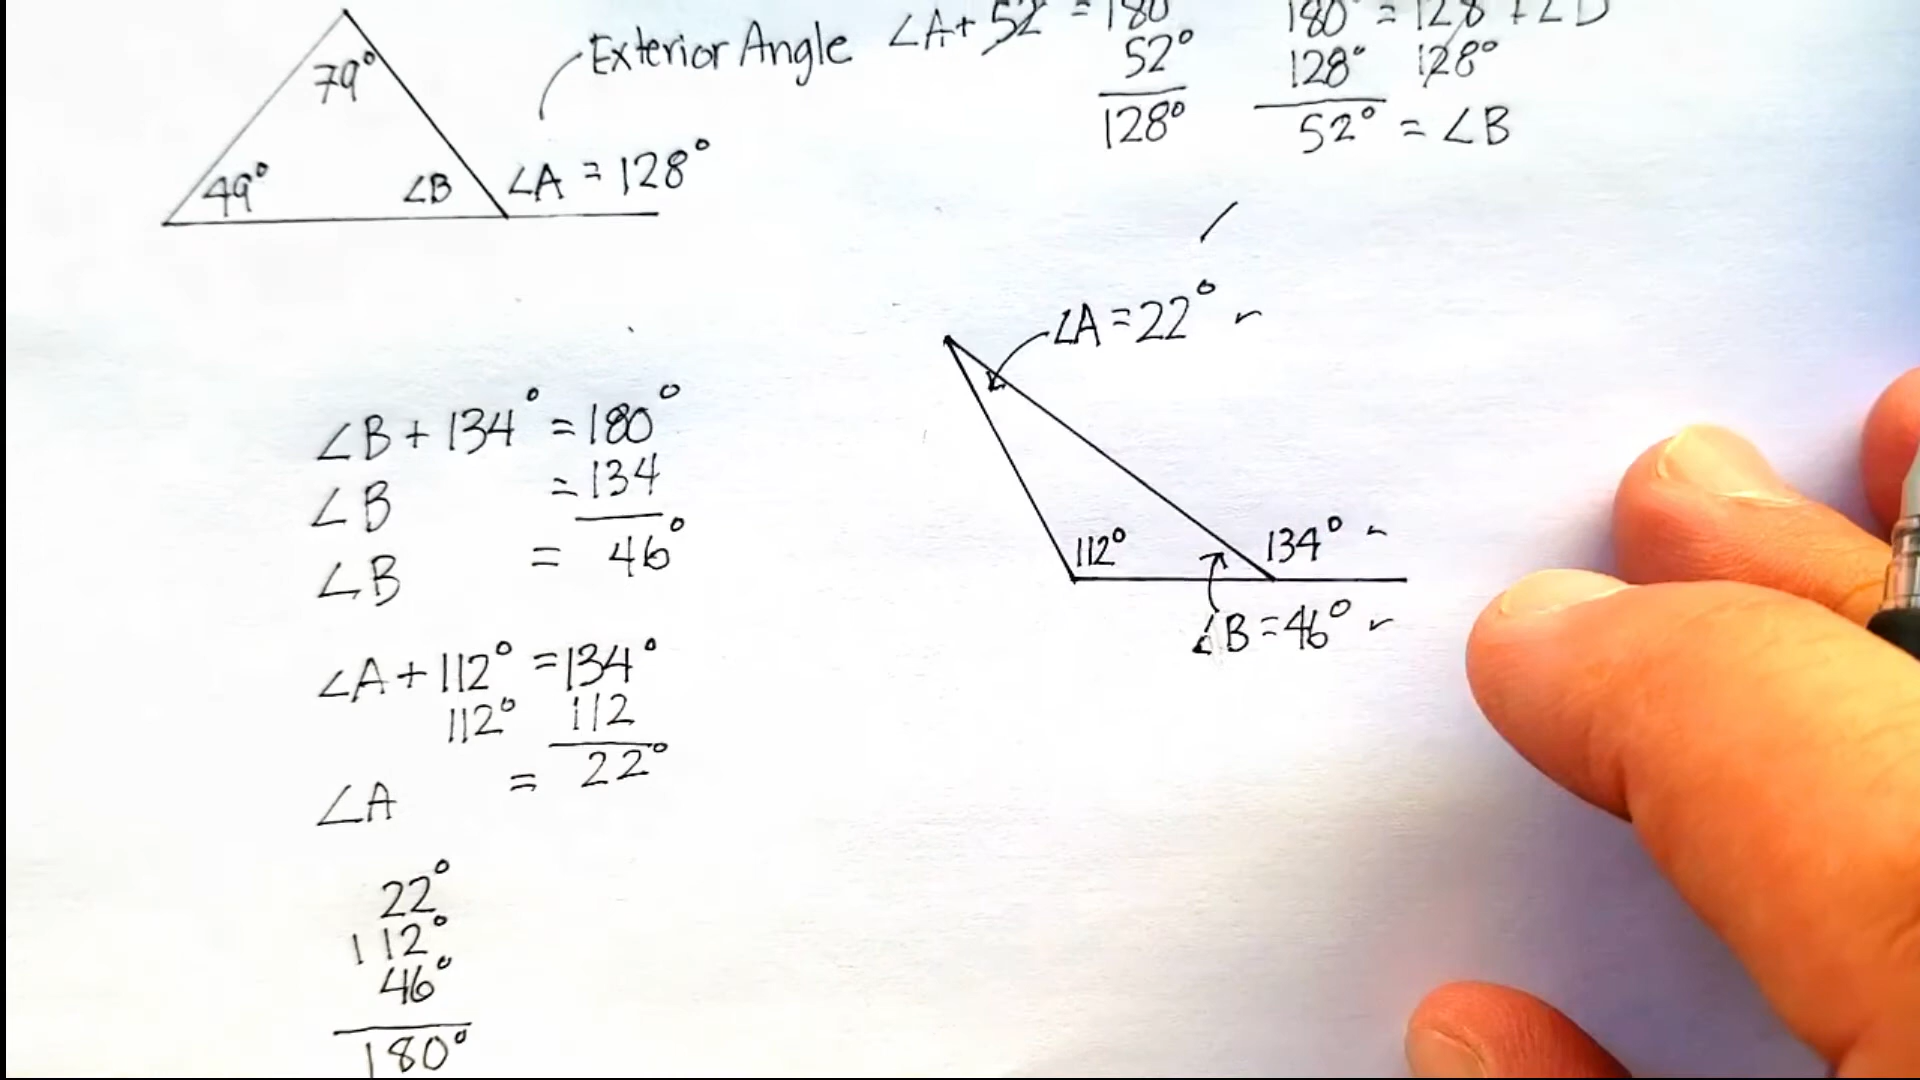 79°
49°
∠B
∠A = 128°
Exterior Angle
∠A + 52° = 180
52°
128°
180° = 128 + ∠B
128° 128°
52° = ∠B
∠B + 134° = 180°
∠B = 134
∠B = 46°
∠A + 112° = 134°
112° 112
∠A = 22°
22°
112°
46°
180°
∠A = 22°
112°
134°
∠B = 46°